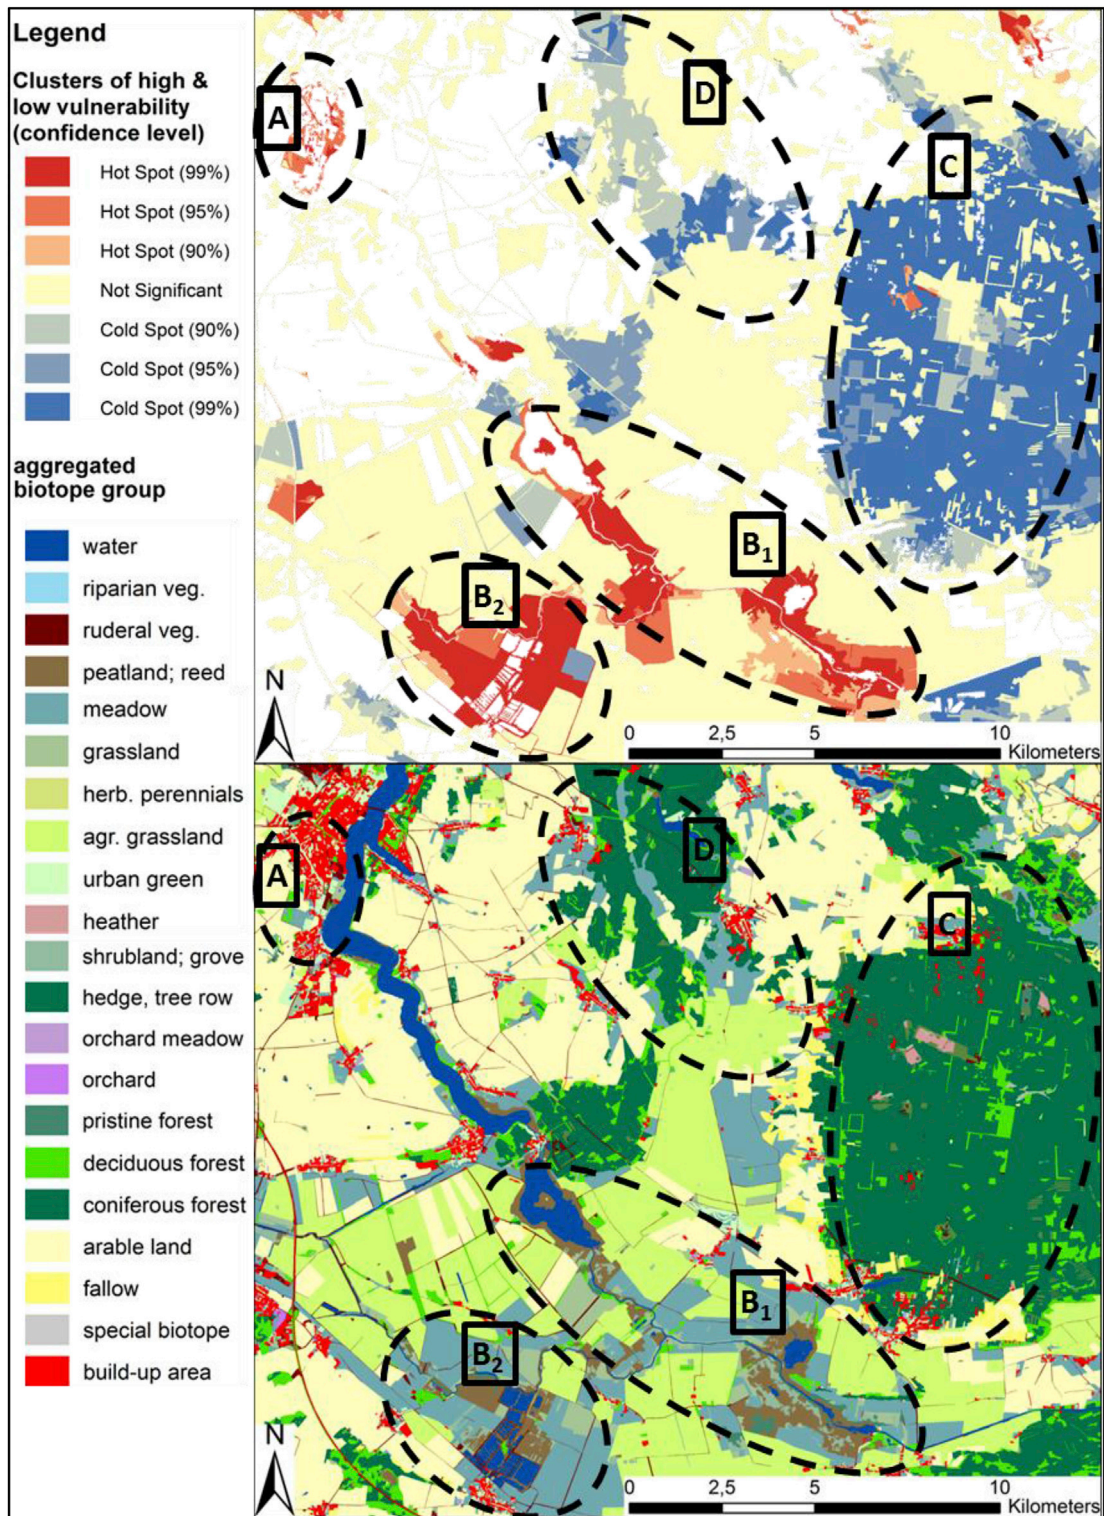 Legend
Clusters of high &
low vulnerability
(confidence level)
Hot Spot (99%)
Hot Spot (95%)
Hot Spot (90%)
Not Significant
Cold Spot (90%)
Cold Spot (95%)
Cold Spot (99%)
aggregated
biotope group
water
riparian veg.
ruderal veg.
peatland; reed
meadow
grassland
herb. perennials
agr. grassland
urban green
heather
shrubland; grove
hedge, tree row
orchard meadow
orchard
pristine forest
deciduous forest
coniferous forest
arable land
fallow
special biotope
build-up area
A
D
C
B1
B2
N
0 2,5 5 10
Kilometers
A
D
C
B1
B2
N
0 2,5 5 10
Kilometers